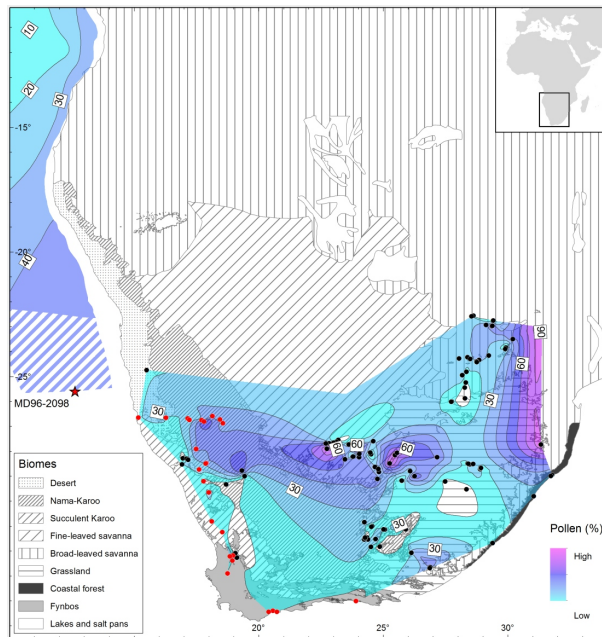 10
20
30
40
-15°
-20°
-25°
MD96-2098
90
60
30
30
60
60
30
30
30
Biomes
Desert
Nama-Karoo
Succulent Karoo
Fine-leaved savanna
Broad-leaved savanna
Grassland
Coastal forest
Fynbos
Lakes and salt pans
Pollen (%)
High
Low
20°
25°
30°